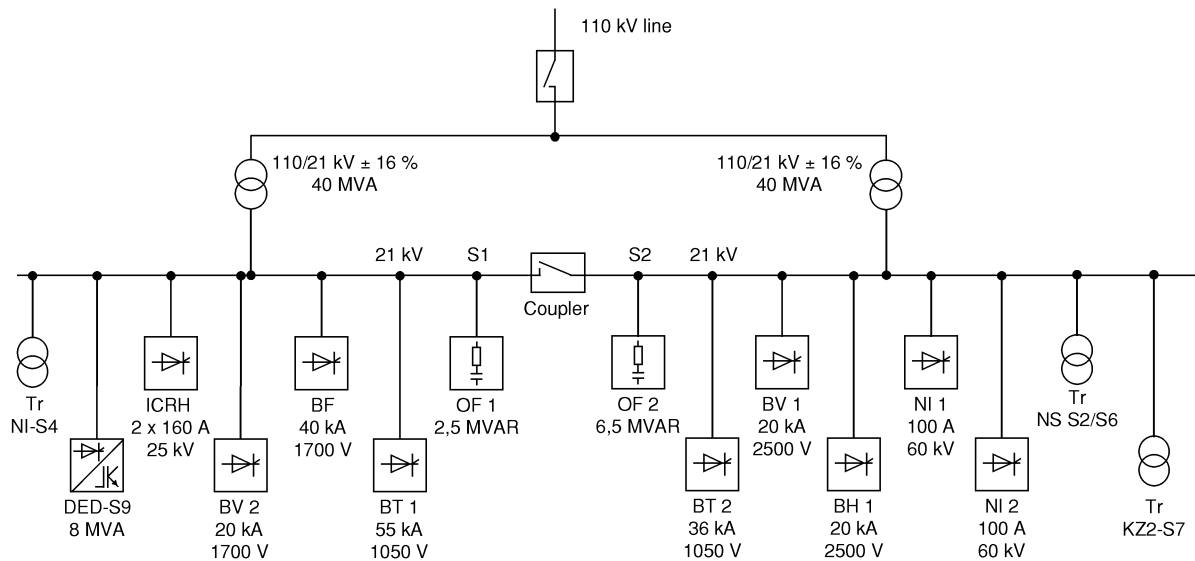 110 kV line
110/21 kV ± 16 %
40 MVA
110/21 kV ± 16 %
40 MVA
21 kV
S1
S2
21 kV
Coupler
Tr
NI-S4
DED-S9
8 MVA
ICRH
2 x 160 A
25 kV
BV 2
20 kA
1700 V
BF
40 kA
1700 V
BT 1
55 kA
1050 V
OF 1
2,5 MVAR
OF 2
6,5 MVAR
BT 2
36 kA
1050 V
BV 1
20 kA
2500 V
BH 1
20 kA
2500 V
NI 1
100 A
60 kV
NI 2
100 A
60 kV
Tr
NS S2/S6
Tr
KZ2-S7